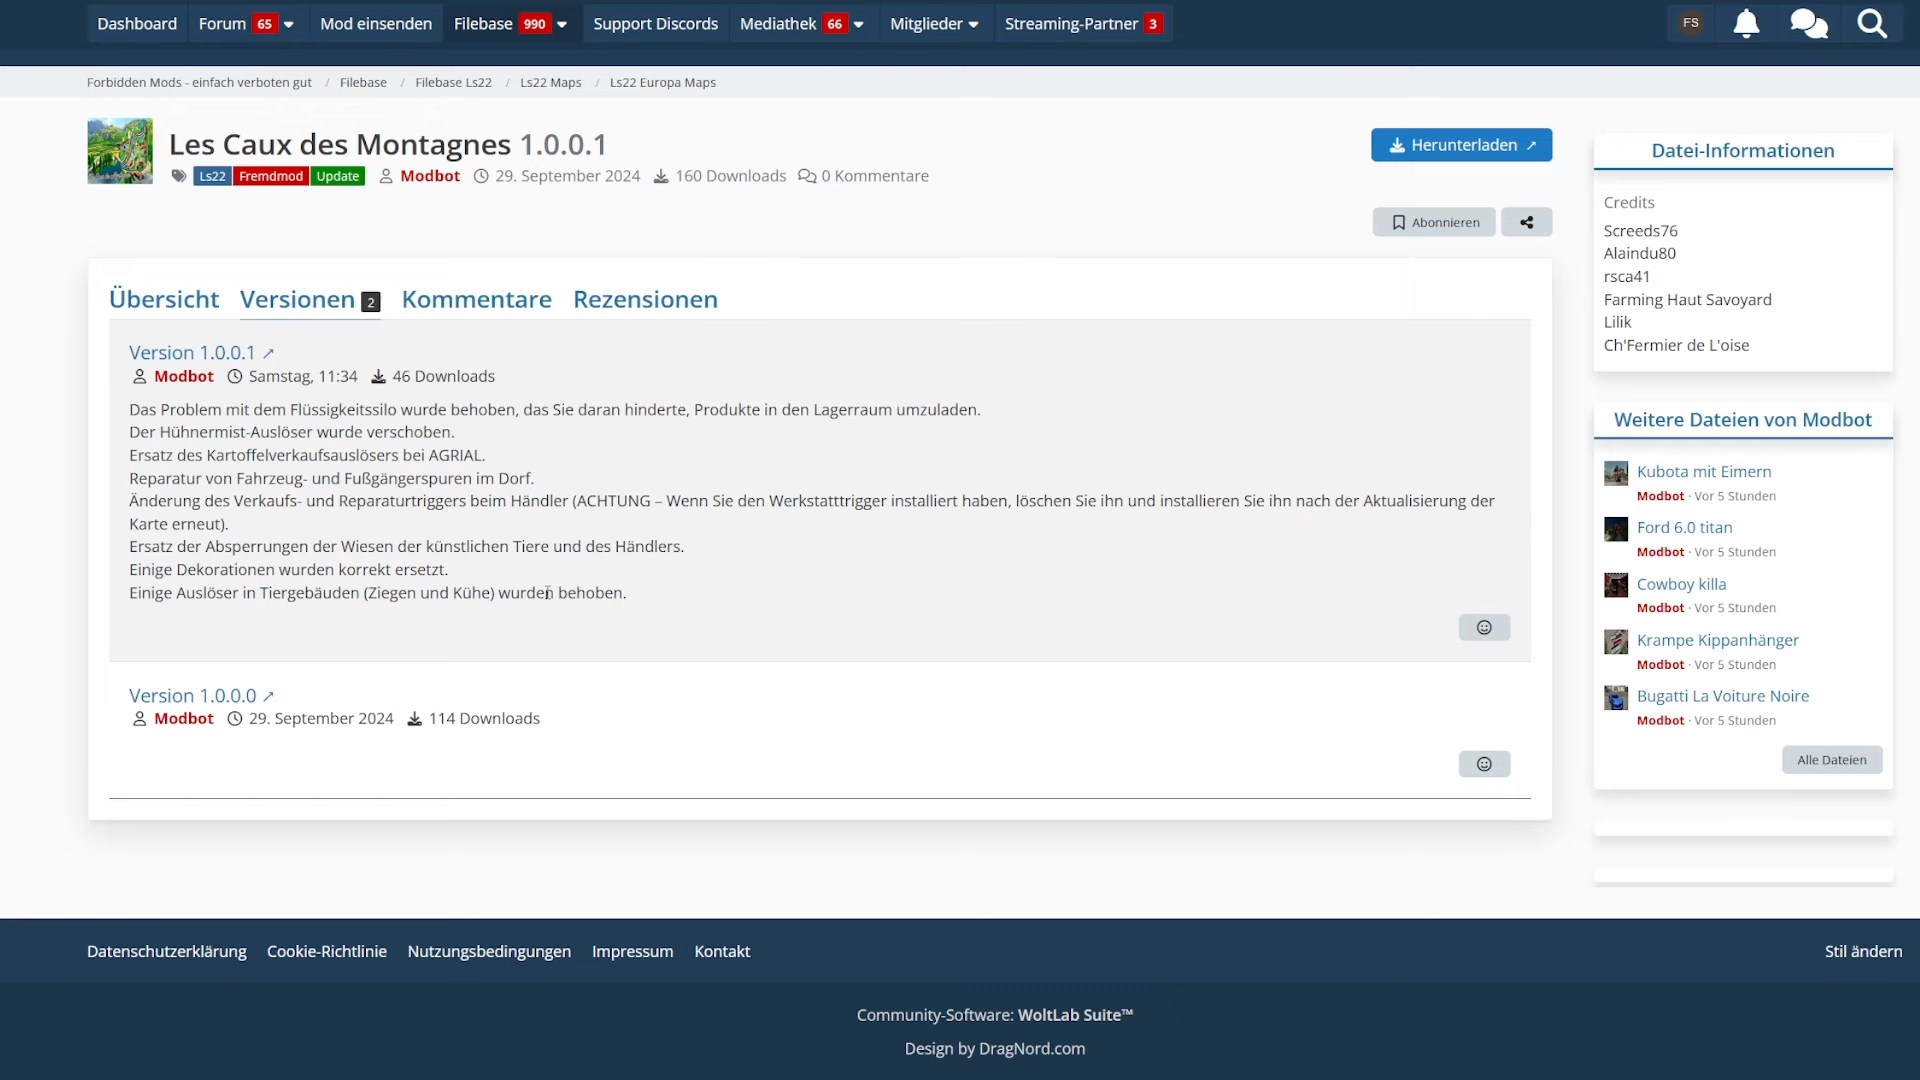 Dashboard Forum 65 Mod einsenden Filebase 990 Support Discords Mediathek 66 Mitglieder Streaming-Partner 3 FS
Forbidden Mods - einfach verboten gut / Filebase / Filebase Ls22 / Ls22 Maps / Ls22 Europa Maps
Les Caux des Montagnes 1.0.0.1
Ls22 Fremdmod Update Modbot 29. September 2024 160 Downloads 0 Kommentare
Herunterladen
Abonnieren
Übersicht Versionen 2 Kommentare Rezensionen
Version 1.0.0.1
Modbot Samstag, 11:34 46 Downloads
Das Problem mit dem Flüssigkeitssilo wurde behoben, das Sie daran hinderte, Produkte in den Lagerraum umzuladen.
Der Hühnermist-Auslöser wurde verschoben.
Ersatz des Kartoffelverkaufsauslösers bei AGRIAL.
Reparatur von Fahrzeug- und Fußgängerspuren im Dorf.
Änderung des Verkaufs- und Reparaturtriggers beim Händler (ACHTUNG – Wenn Sie den Werkstatttrigger installiert haben, löschen Sie ihn und installieren Sie ihn nach der Aktualisierung der
Karte erneut).
Ersatz der Absperrungen der Wiesen der künstlichen Tiere und des Händlers.
Einige Dekorationen wurden korrekt ersetzt.
Einige Auslöser in Tiergebäuden (Ziegen und Kühe) wurden behoben.
Version 1.0.0.0
Modbot 29. September 2024 114 Downloads
Datei-Informationen
Credits
Screeds76
Alaindu80
rsca41
Farming Haut Savoyard
Lilik
Ch'Fermier de L'oise
Weitere Dateien von Modbot
Kubota mit Eimern
Modbot · Vor 5 Stunden
Ford 6.0 titan
Modbot · Vor 5 Stunden
Cowboy killa
Modbot · Vor 5 Stunden
Krampe Kippanhänger
Modbot · Vor 5 Stunden
Bugatti La Voiture Noire
Modbot · Vor 5 Stunden
Alle Dateien
Datenschutzerklärung Cookie-Richtlinie Nutzungsbedingungen Impressum Kontakt Stil ändern
Community-Software: WoltLab Suite™
Design by DragNord.com